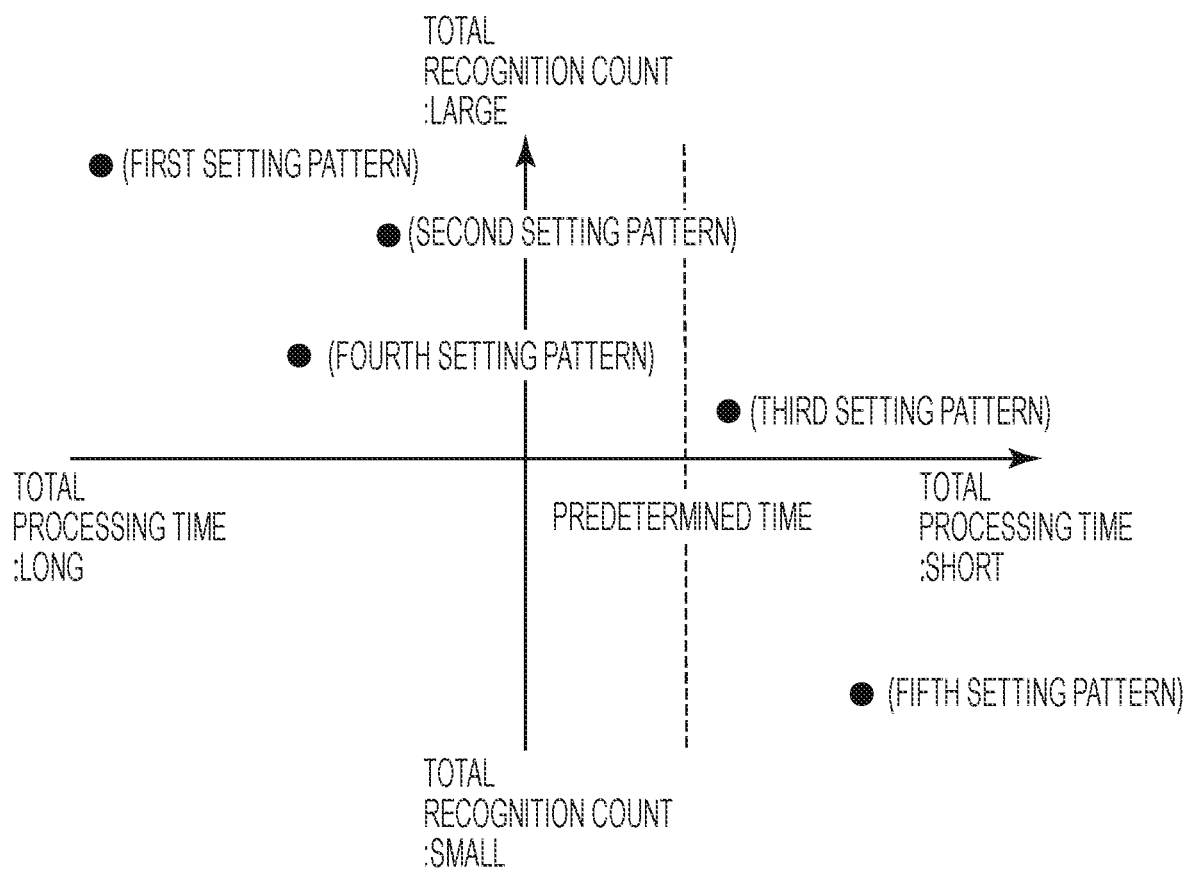 TOTAL
RECOGNITION COUNT
:LARGE
(FIRST SETTING PATTERN)
(SECOND SETTING PATTERN)
(FOURTH SETTING PATTERN)
(THIRD SETTING PATTERN)
TOTAL
PROCESSING TIME
:LONG
PREDETERMINED TIME
TOTAL
PROCESSING TIME
:SHORT
(FIFTH SETTING PATTERN)
TOTAL
RECOGNITION COUNT
:SMALL